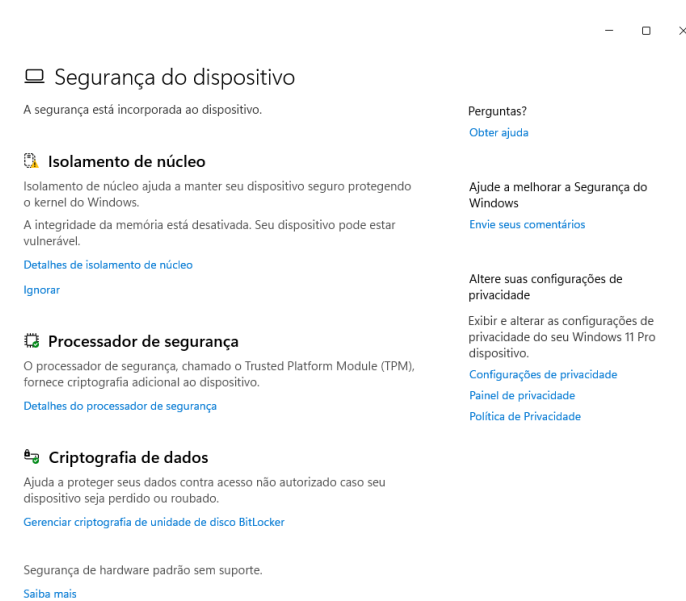 Segurança do dispositivo
A segurança está incorporada ao dispositivo.
Isolamento de núcleo
Isolamento de núcleo ajuda a manter seu dispositivo seguro protegendo
o kernel do Windows.
A integridade da memória está desativada. Seu dispositivo pode estar
vulnerável.
Detalhes de isolamento de núcleo
Ignorar
Processador de segurança
O processador de segurança, chamado o Trusted Platform Module (TPM),
fornece criptografia adicional ao dispositivo.
Detalhes do processador de segurança
Criptografia de dados
Ajuda a proteger seus dados contra acesso não autorizado caso seu
dispositivo seja perdido ou roubado.
Gerenciar criptografia de unidade de disco BitLocker
Segurança de hardware padrão sem suporte.
Saiba mais
Perguntas?
Obter ajuda
Ajude a melhorar a Segurança do
Windows
Envie seus comentários
Altere suas configurações de
privacidade
Exibir e alterar as configurações de
privacidade do seu Windows 11 Pro
dispositivo.
Configurações de privacidade
Painel de privacidade
Política de Privacidade